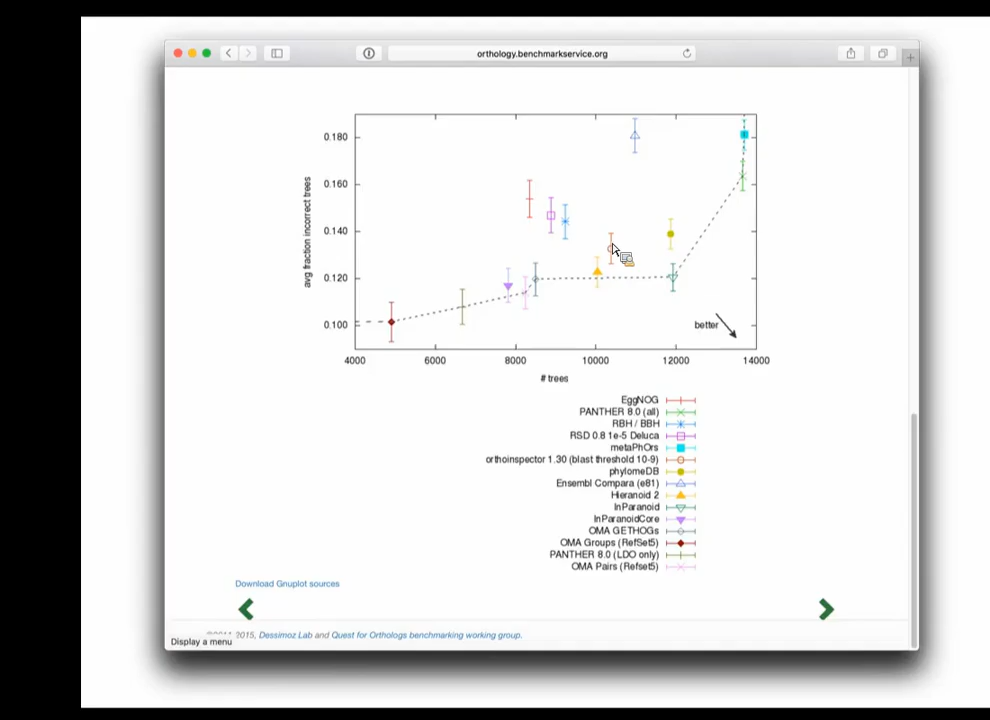 orthology.benchmarkservice.org
0.180
0.160
0.140
0.120
0.100
avg fraction incorrect trees
better
4000 6000 8000 10000 12000 14000
# trees
EggNOG
PANTHER 8.0 (all)
RBH / BBH
RSD 0.8 1e-5 Deluca
metaPhOrs
orthoinspector 1.30 (blast threshold 10-9)
phylomeDB
Ensembl Compara (e81)
Hieranoid 2
InParanoid
InParanoidCore
OMA GETHOGs
OMA Groups (RefSet5)
PANTHER 8.0 (LDO only)
OMA Pairs (Refset5)
Download Gnuplot sources
2015, Dessimoz Lab and Quest for Orthologs benchmarking working group.
Display a menu